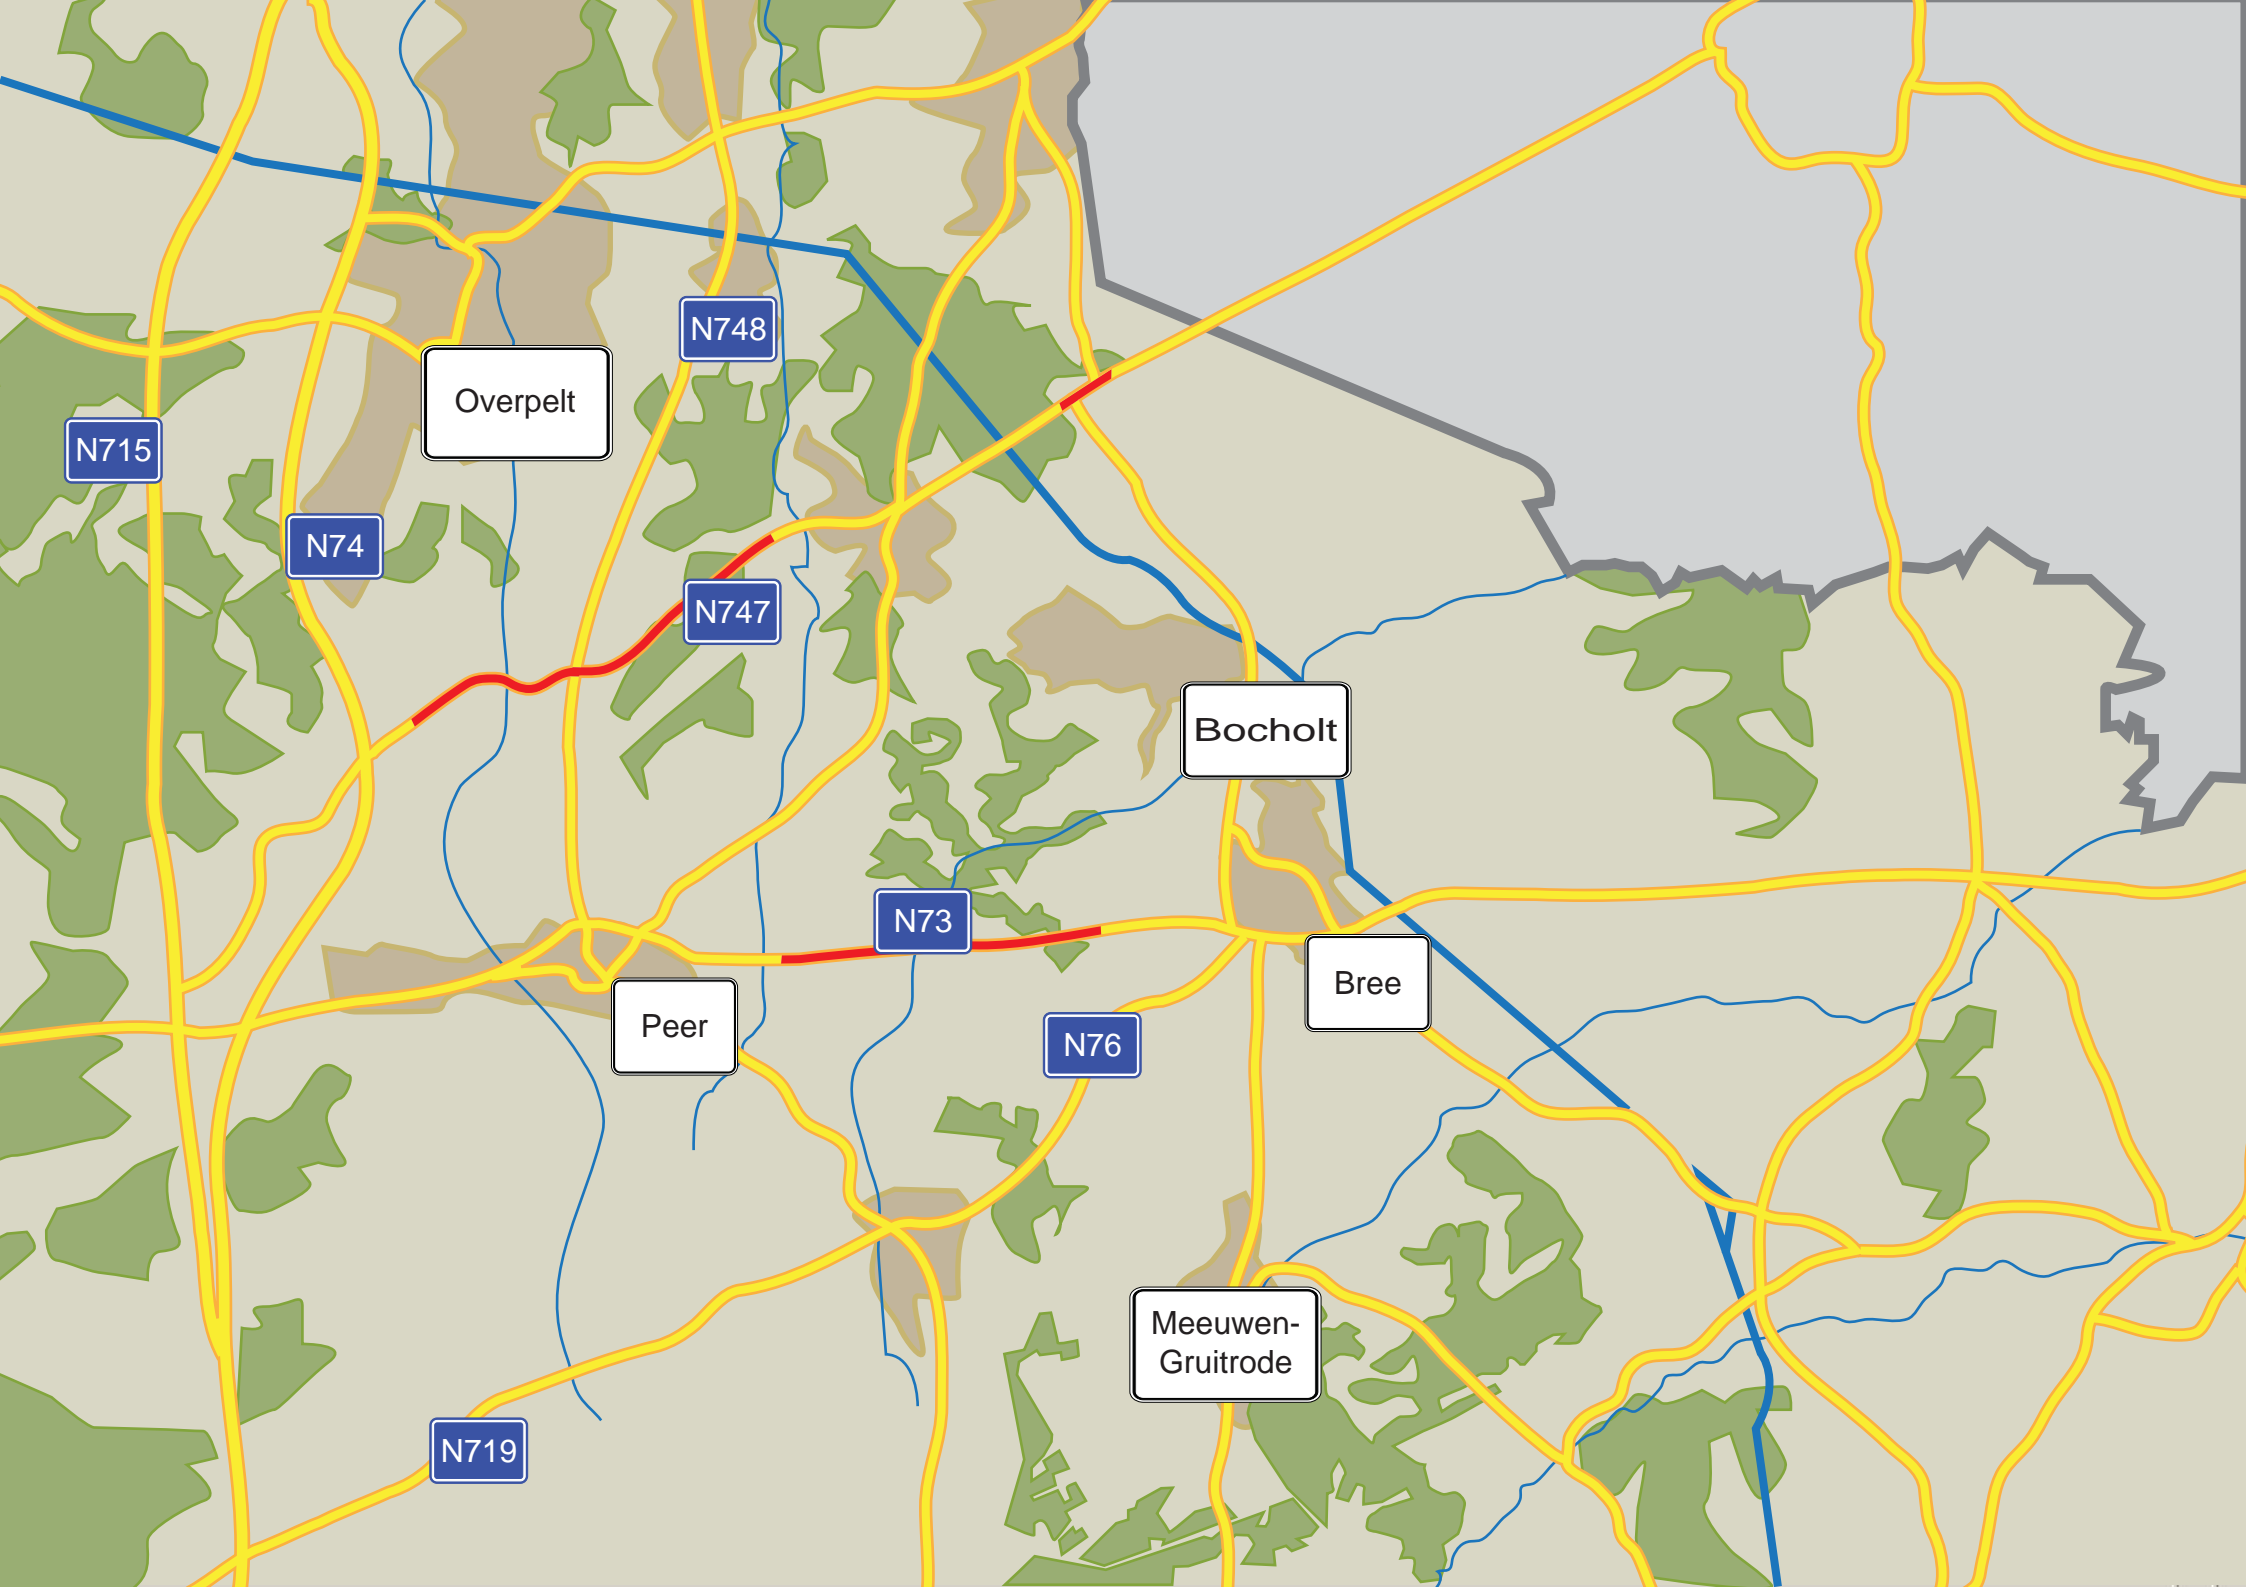 N748
Overpelt
N715
N74
N747
Bocholt
N73
Bree
Peer
N76
Meeuwen-
Gruitrode
N719